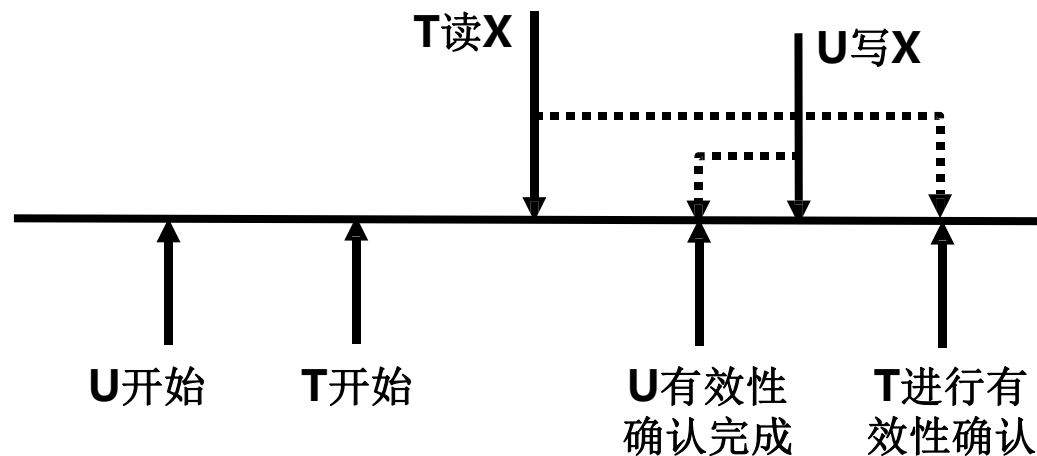 T读X
U写X
U开始
T开始
U有效性
确认完成
T进行有
效性确认